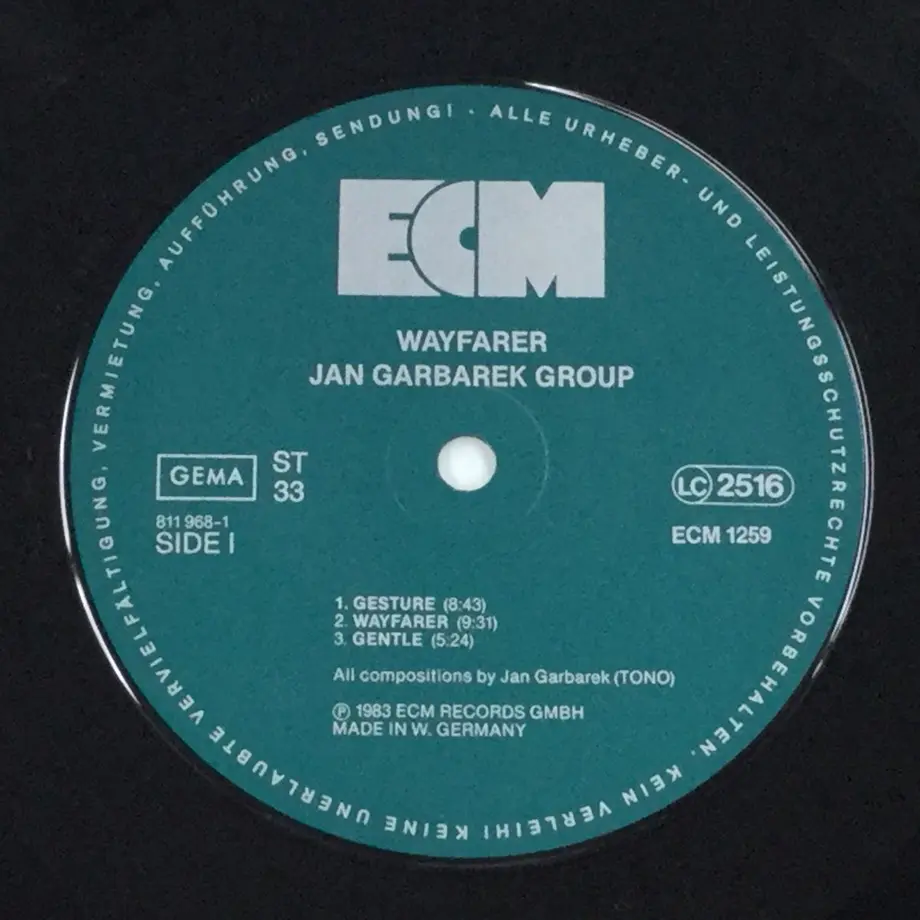 ALLE URHEBER- UND LEISTUNGSSCHUTZRECHTE VORBEHALTEN. KEIN VERLEIH! KEINE UNERLAUBTE VERVIELFÄLTIGUNG, VERMIETUNG, AUFFÜHRUNG, SENDUNG! ·
ECM
WAYFARER
JAN GARBAREK GROUP
GEMA
ST
33
811 968-1
SIDE I
LC 2516
ECM 1259
1. GESTURE (8:43)
2. WAYFARER (9:31)
3. GENTLE (5:24)
All compositions by Jan Garbarek (TONO)
℗ 1983 ECM RECORDS GMBH
MADE IN W. GERMANY